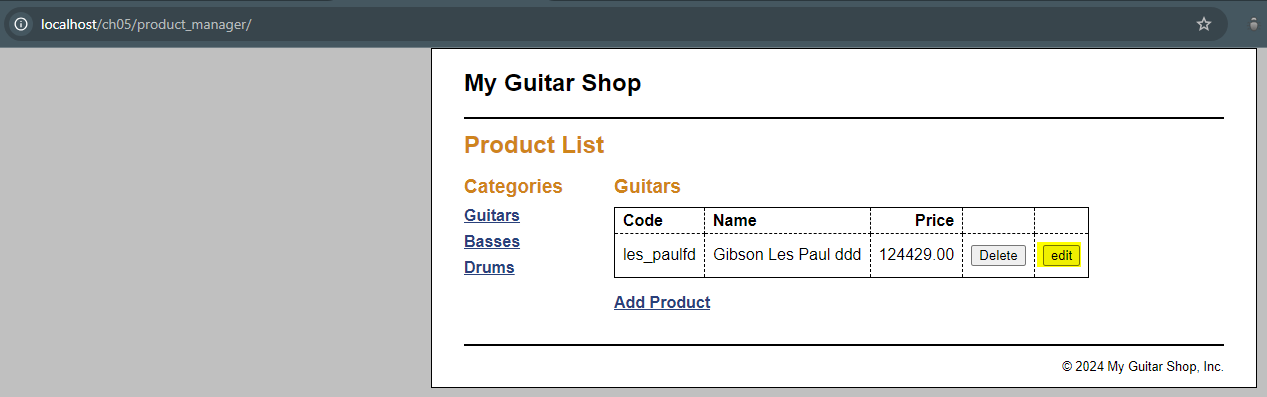 localhost/ch05/product_manager/
My Guitar Shop
Product List
Categories
Guitars
Basses
Drums
Guitars
Code Name Price
les_paulfd Gibson Les Paul ddd 124429.00 Delete edit
Add Product
© 2024 My Guitar Shop, Inc.